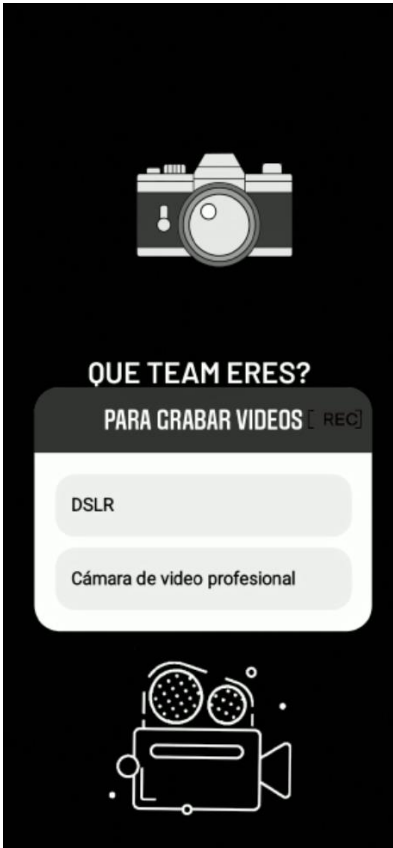 QUE TEAM ERES?
PARA GRABAR VIDEOS [ REC]
DSLR
Cámara de video profesional